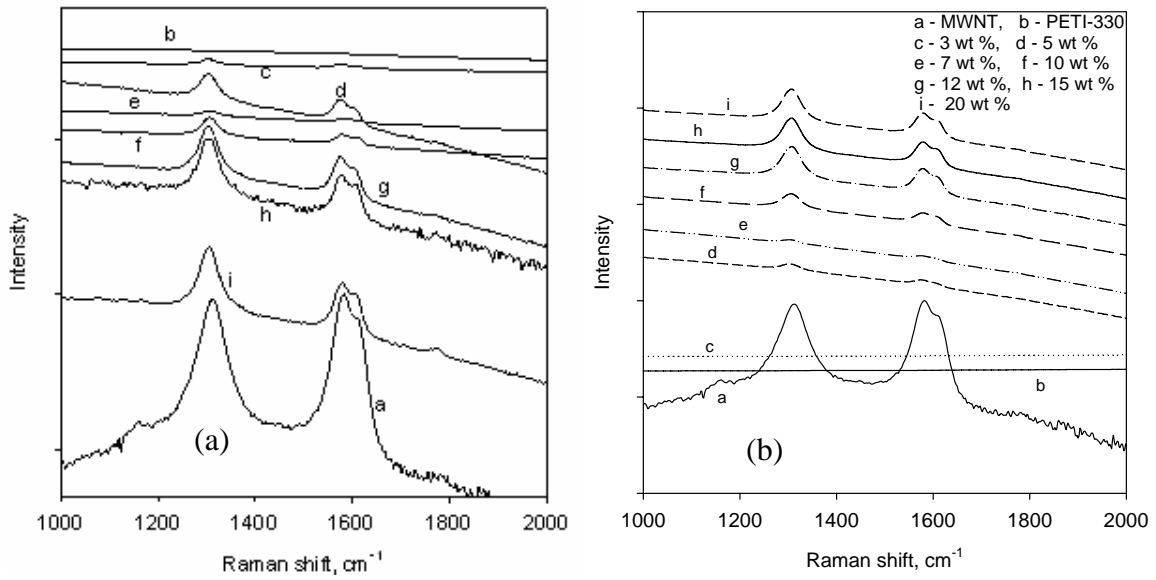 b
c
d
e
f
g
h
i
a
(a)
Intensity
1000 1200 1400 1600 1800 2000
Raman shift, cm-1
a - MWNT, b - PETI-330
c - 3 wt %, d - 5 wt %
e - 7 wt %, f - 10 wt %
g - 12 wt %, h - 15 wt %
i - 20 wt %
i
h
g
f
e
d
c
a
b
(b)
Intensity
1000 1200 1400 1600 1800 2000
Raman shift, cm-1